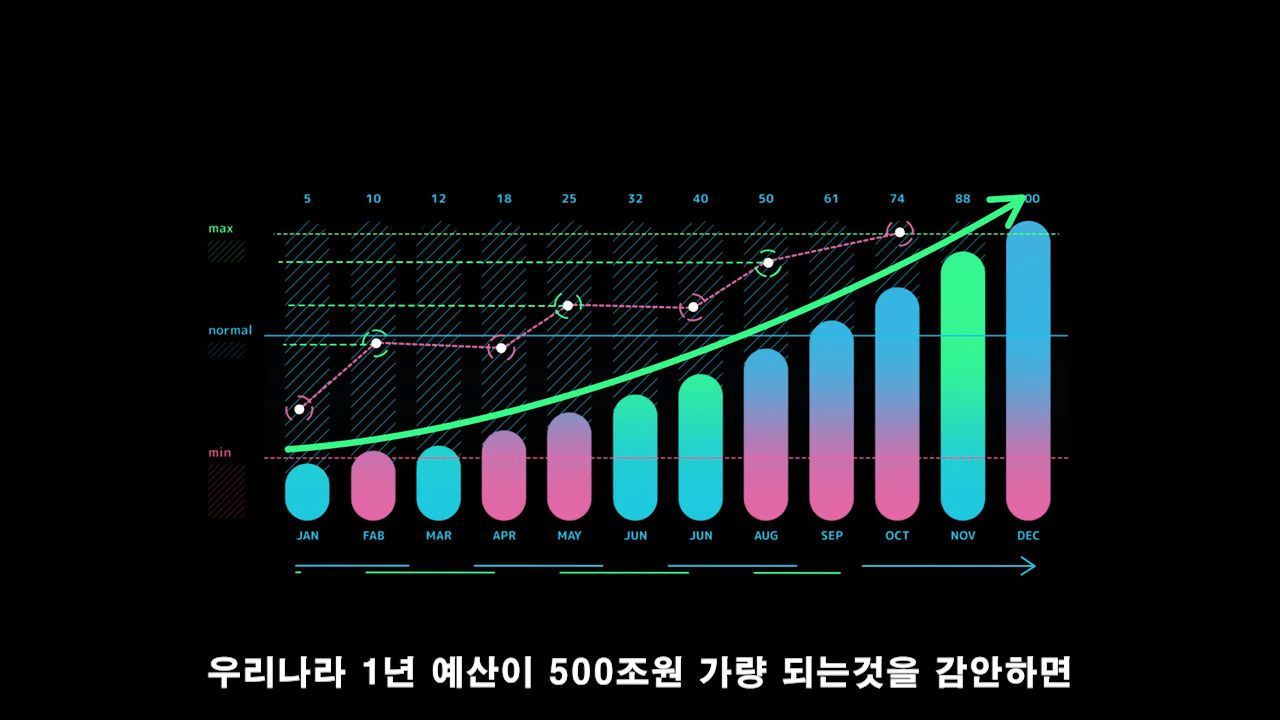 5 10 12 18 25 32 40 50 61 74 88 00
max
normal
min
JAN FAB MAR APR MAY JUN JUN AUG SEP OCT NOV DEC
우리나라 1년 예산이 500조원 가량 되는것을 감안하면